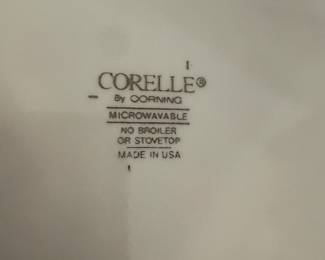 CORELLE®
By CORNING
MICROWAVABLE
NO BROILER
OR STOVETOP
MADE IN USA